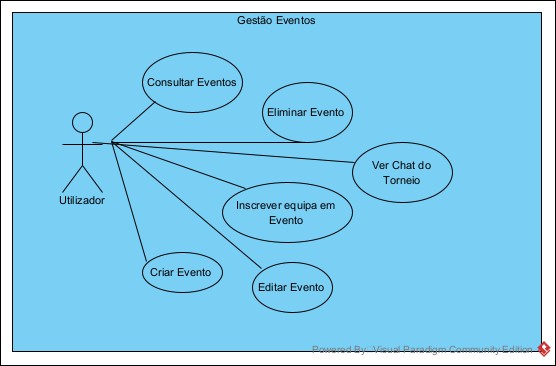 Gestão Eventos
Consultar Eventos
Eliminar Evento
Ver Chat do
Torneio
Utilizador
Inscrever equipa em
Evento
Criar Evento
Editar Evento
Powered By: Visual Paradigm Community Edition